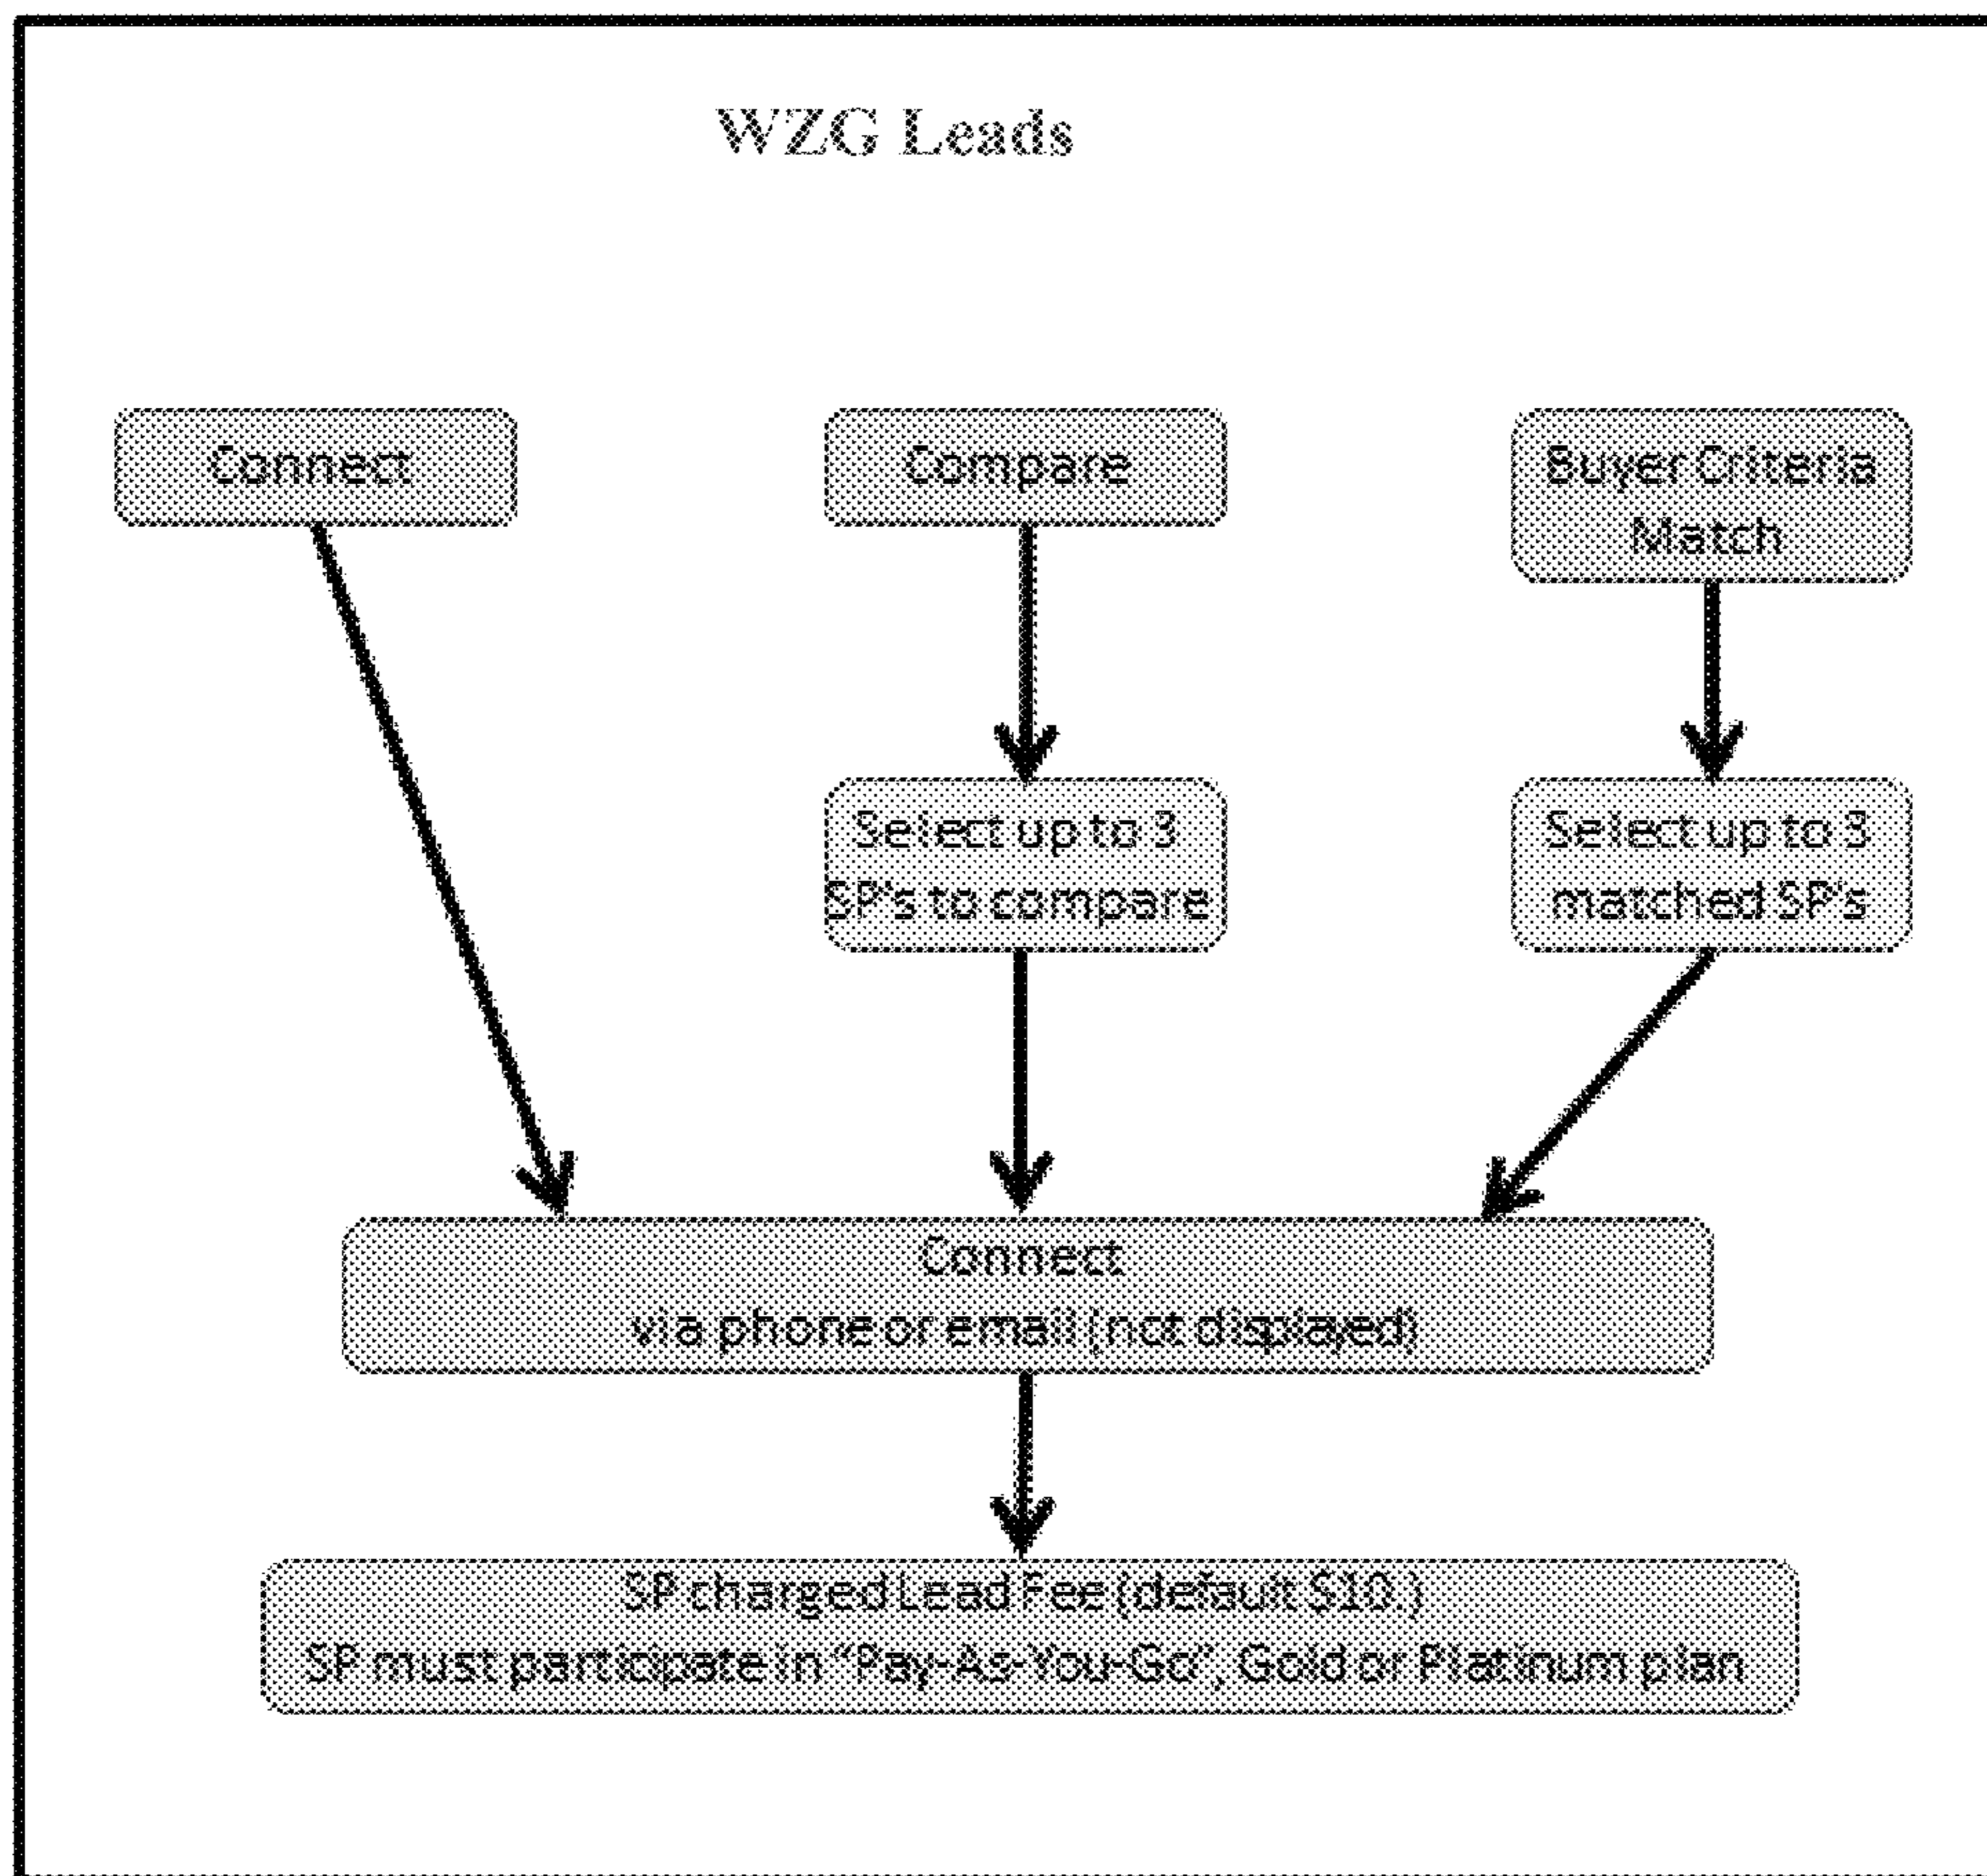 WZG Leads
Connect
Compare
Buyer Criteria
Match
Select up to 3
SP's to compare
Select up to 3
matched SP's
Connect
via phone or email (not displayed)
SP charged Lead Fee (default $10.)
SP must participate in “Pay-As-You-Go”, Gold or Platinum plan